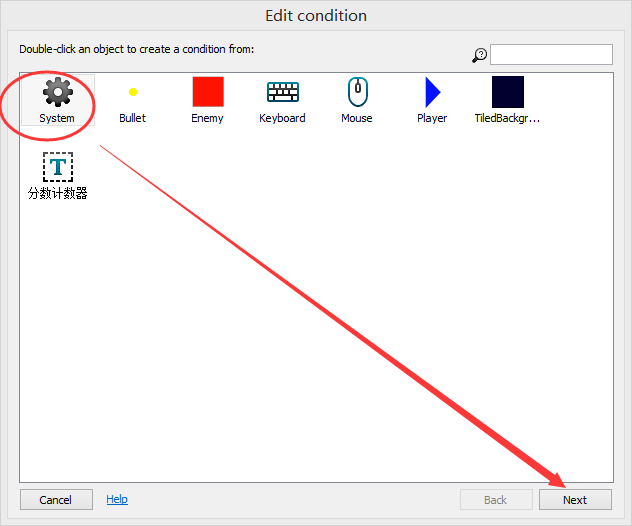 Edit condition
Double-click an object to create a condition from:
System Bullet Enemy Keyboard Mouse Player TiledBackgr...
T
分数计数器
Cancel Help Back Next